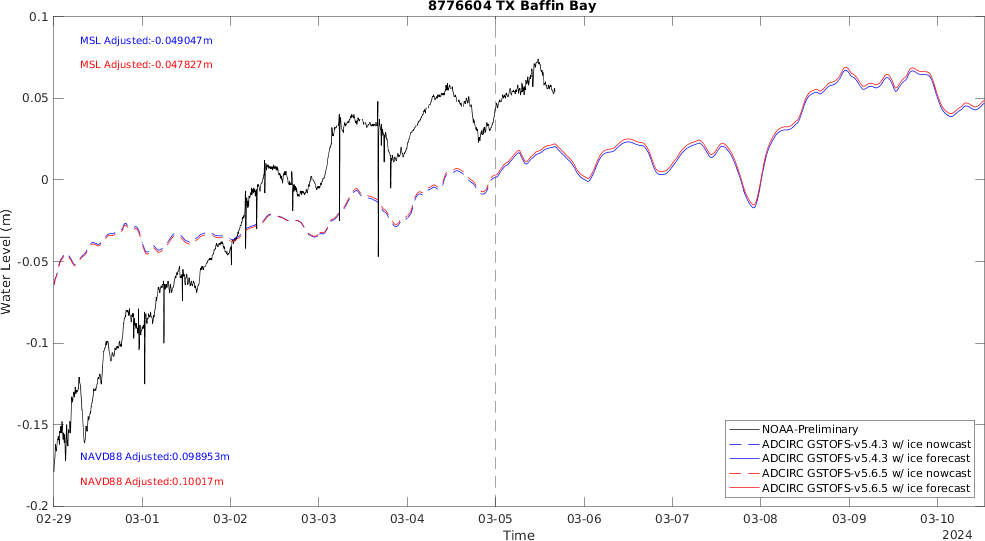 8776604 TX Baffin Bay
0.1
MSL Adjusted:-0.049047m
MSL Adjusted:-0.047827m
0.05
0
-0.05
-0.1
-0.15
-0.2
Water Level (m)
NAVD88 Adjusted:0.098953m
NAVD88 Adjusted:0.10017m
NOAA-Preliminary
ADCIRC GSTOFS-v5.4.3 w/ ice nowcast
ADCIRC GSTOFS-v5.4.3 w/ ice forecast
ADCIRC GSTOFS-v5.6.5 w/ ice nowcast
ADCIRC GSTOFS-v5.6.5 w/ ice forecast
02-29 03-01 03-02 03-03 03-04 03-05 03-06 03-07 03-08 03-09 03-10
Time
2024